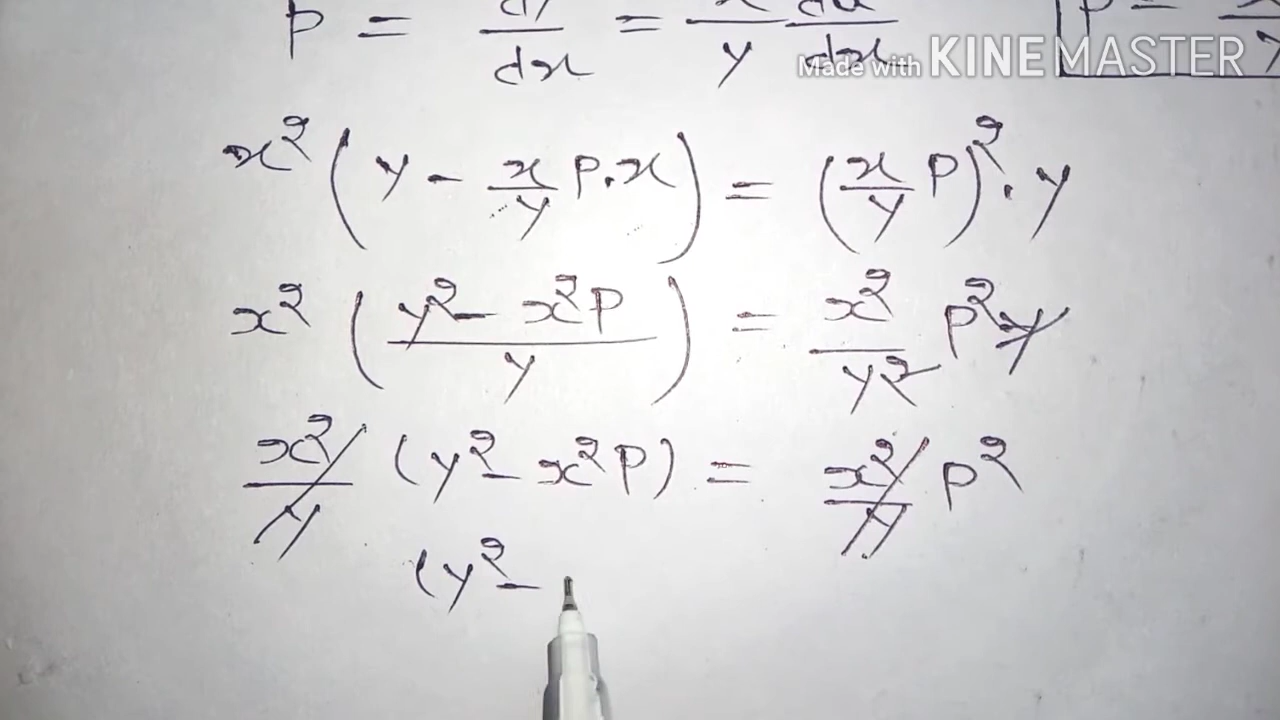 P = dy/dx = x/y dx/dx P = x/y
Made with KINEMASTER
x² ( y - x/y P.x ) = ( x/y P )² . y
x² ( y² - x²P / y ) = x²/y² P² y
x²/y ( y² - x²P ) = x²/y P²
( y² -